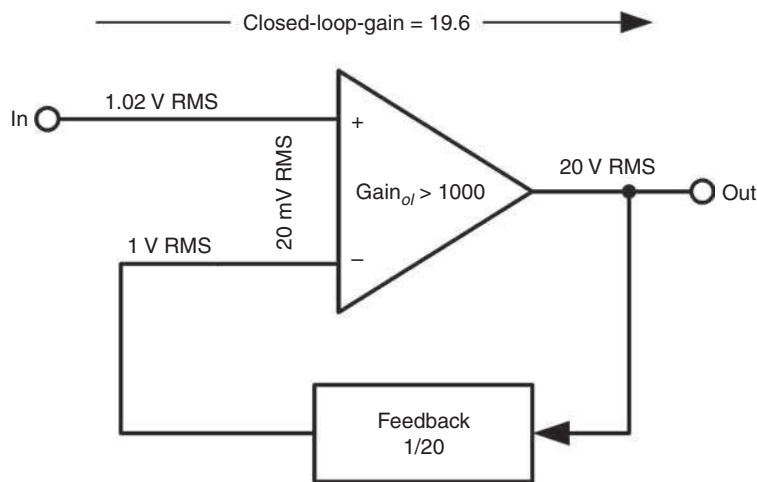 Closed-loop-gain = 19.6
In
1.02 V RMS
+
20 mV RMS
Gainol > 1000
20 V RMS
Out
1 V RMS
–
Feedback
1/20